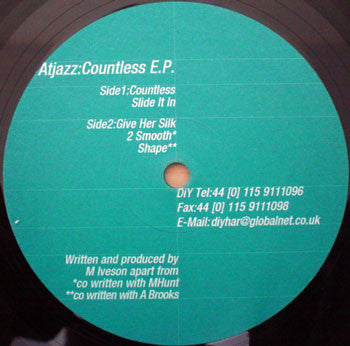 Atjazz:Countless E.P.
Side1:Countless
Slide It In
Side2:Give Her Silk
2 Smooth*
Shape**
DiY Tel:44 [0] 115 9111096
Fax:44 [0] 115 9111098
E-Mail:diyhar@globalnet.co.uk
Written and produced by
M Iveson apart from
*co written with MHunt
**co written with A Brooks